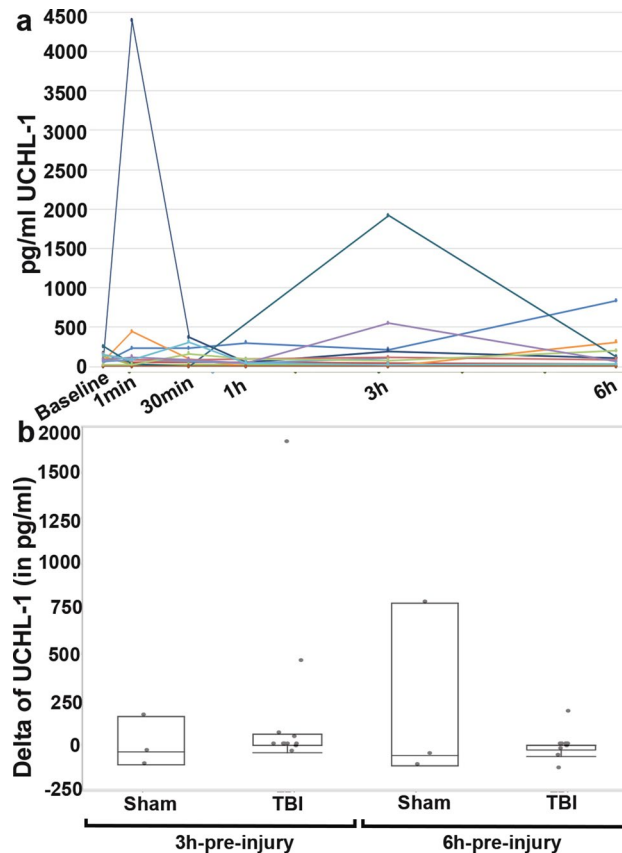 a
4500
4000
3500
3000
2500
2000
1500
1000
500
0
pg/ml UCHL-1
Baseline 1min 30min 1h 3h 6h
b
2000
1500
1250
1000
750
500
250
0
-250
Delta of UCHL-1 (in pg/ml)
Sham TBI Sham TBI
3h-pre-injury 6h-pre-injury